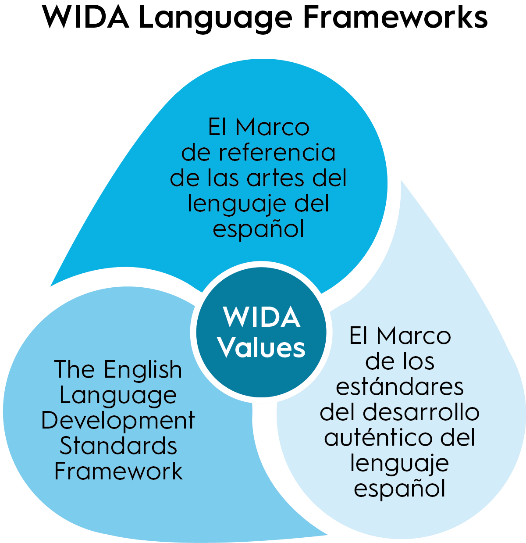 WIDA Language Frameworks
El Marco
de referencia
de las artes del
lenguaje del
español
WIDA
Values
The English
Language
Development
Standards
Framework
El Marco
de los
estándares
del desarrollo
auténtico del
lenguaje
español